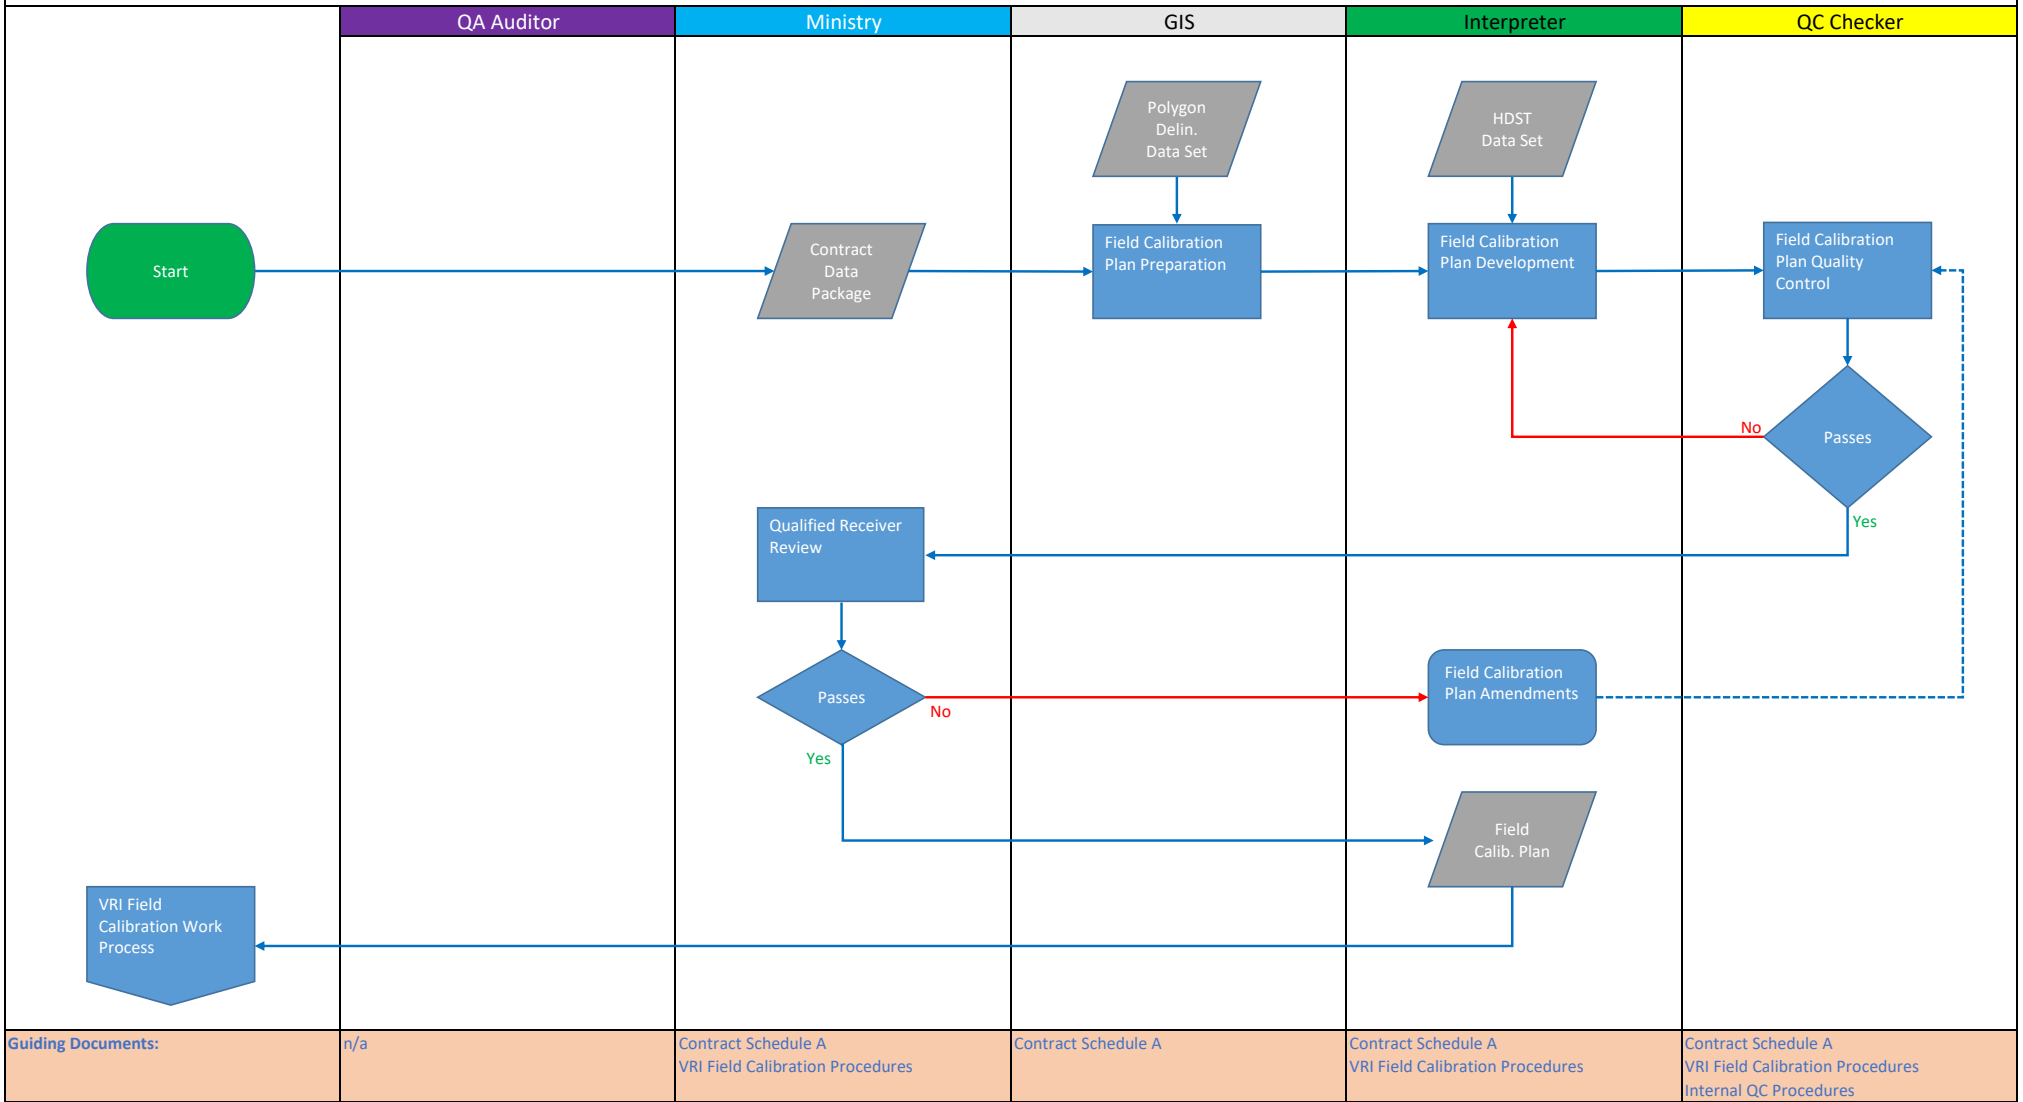 QA Auditor
Ministry
GIS
Interpreter
QC Checker
Polygon
Delin.
Data Set
HDST
Data Set
Start
Contract
Data
Package
Field Calibration
Plan Preparation
Field Calibration
Plan Development
Field Calibration
Plan Quality
Control
No
Passes
Yes
Qualified Receiver
Review
Passes
No
Yes
Field Calibration
Plan Amendments
Field
Calib. Plan
VRI Field
Calibration Work
Process
Guiding Documents:
n/a
Contract Schedule A
VRI Field Calibration Procedures
Contract Schedule A
Contract Schedule A
VRI Field Calibration Procedures
Contract Schedule A
VRI Field Calibration Procedures
Internal QC Procedures